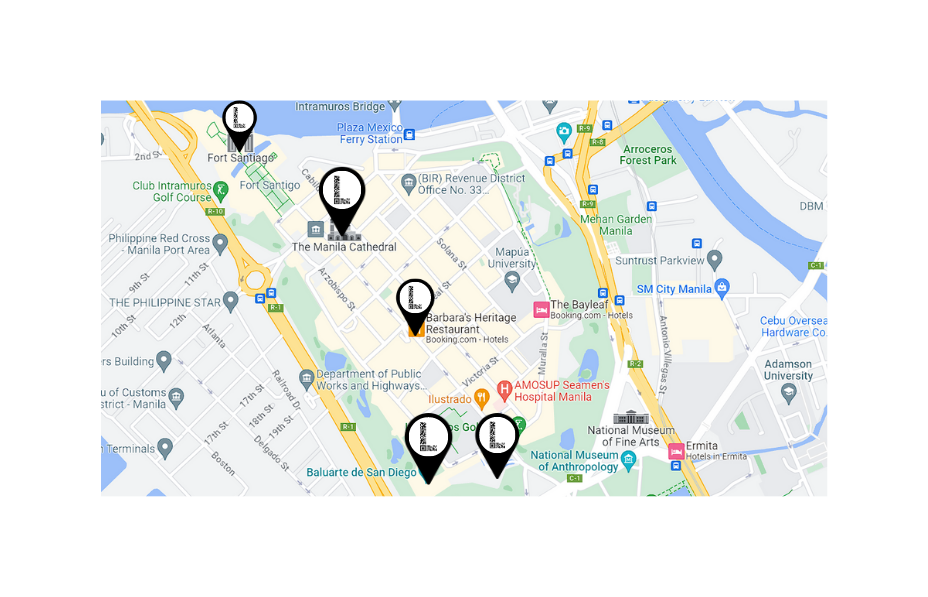 Intramuros Bridge
Plaza Mexico
Ferry Station
R-9
R-8
Arroceros
Forest Park
2nd St
Fort Santiago
Club Intramuros
Golf Course
Fort Santigo
(BIR) Revenue District
Office No. 33...
R-10
R-9
DBM
Mehan Garden
Manila
Philippine Red Cross
- Manila Port Area
The Manila Cathedral
Solana St
Mapua
University
Suntrust Parkview
C-1
9th St
11th St
Arzobispo St
SM City Manila
THE PHILIPPINE STAR
R-1
The Bayleaf
Booking.com - Hotels
10th St
12th
Atlanta
Barbara's Heritage
Restaurant
Booking.com - Hotels
Antonio Villegas St
Cebu Oversea
Hardware Co.
Muralla St
rs Building
R-2
Adamson
University
Victoria St
Department of Public
Works and Highways...
Railroad Dr
u of Customs
strict - Manila
17th St
AMOSUP Seamen's
Hospital Manila
Ilustrado
18th St
19th St
R-1
17th St
Delgado St
National Museum
of Fine Arts
Terminals
Boston
Ermita
Hotels in Ermita
National Museum
of Anthropology
Baluarte de San Diego
C-1